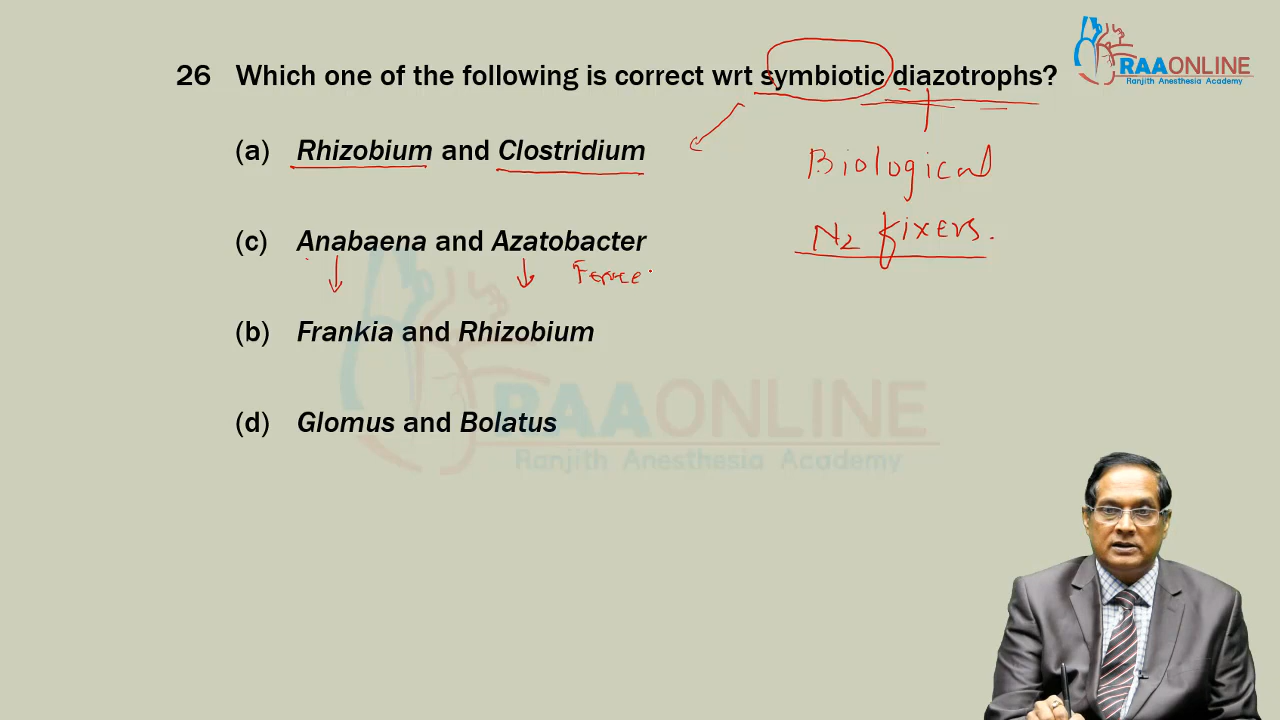 26 Which one of the following is correct wrt symbiotic diazotrophs?
RAAONLINE
Ranjith Anesthesia Academy
(a) Rhizobium and Clostridium
Biological
N2 fixers.
(c) Anabaena and Azatobacter
(b) Frankia and Rhizobium
RAAONLINE
(d) Glomus and Bolatus
Ranjith Anesthesia Academy